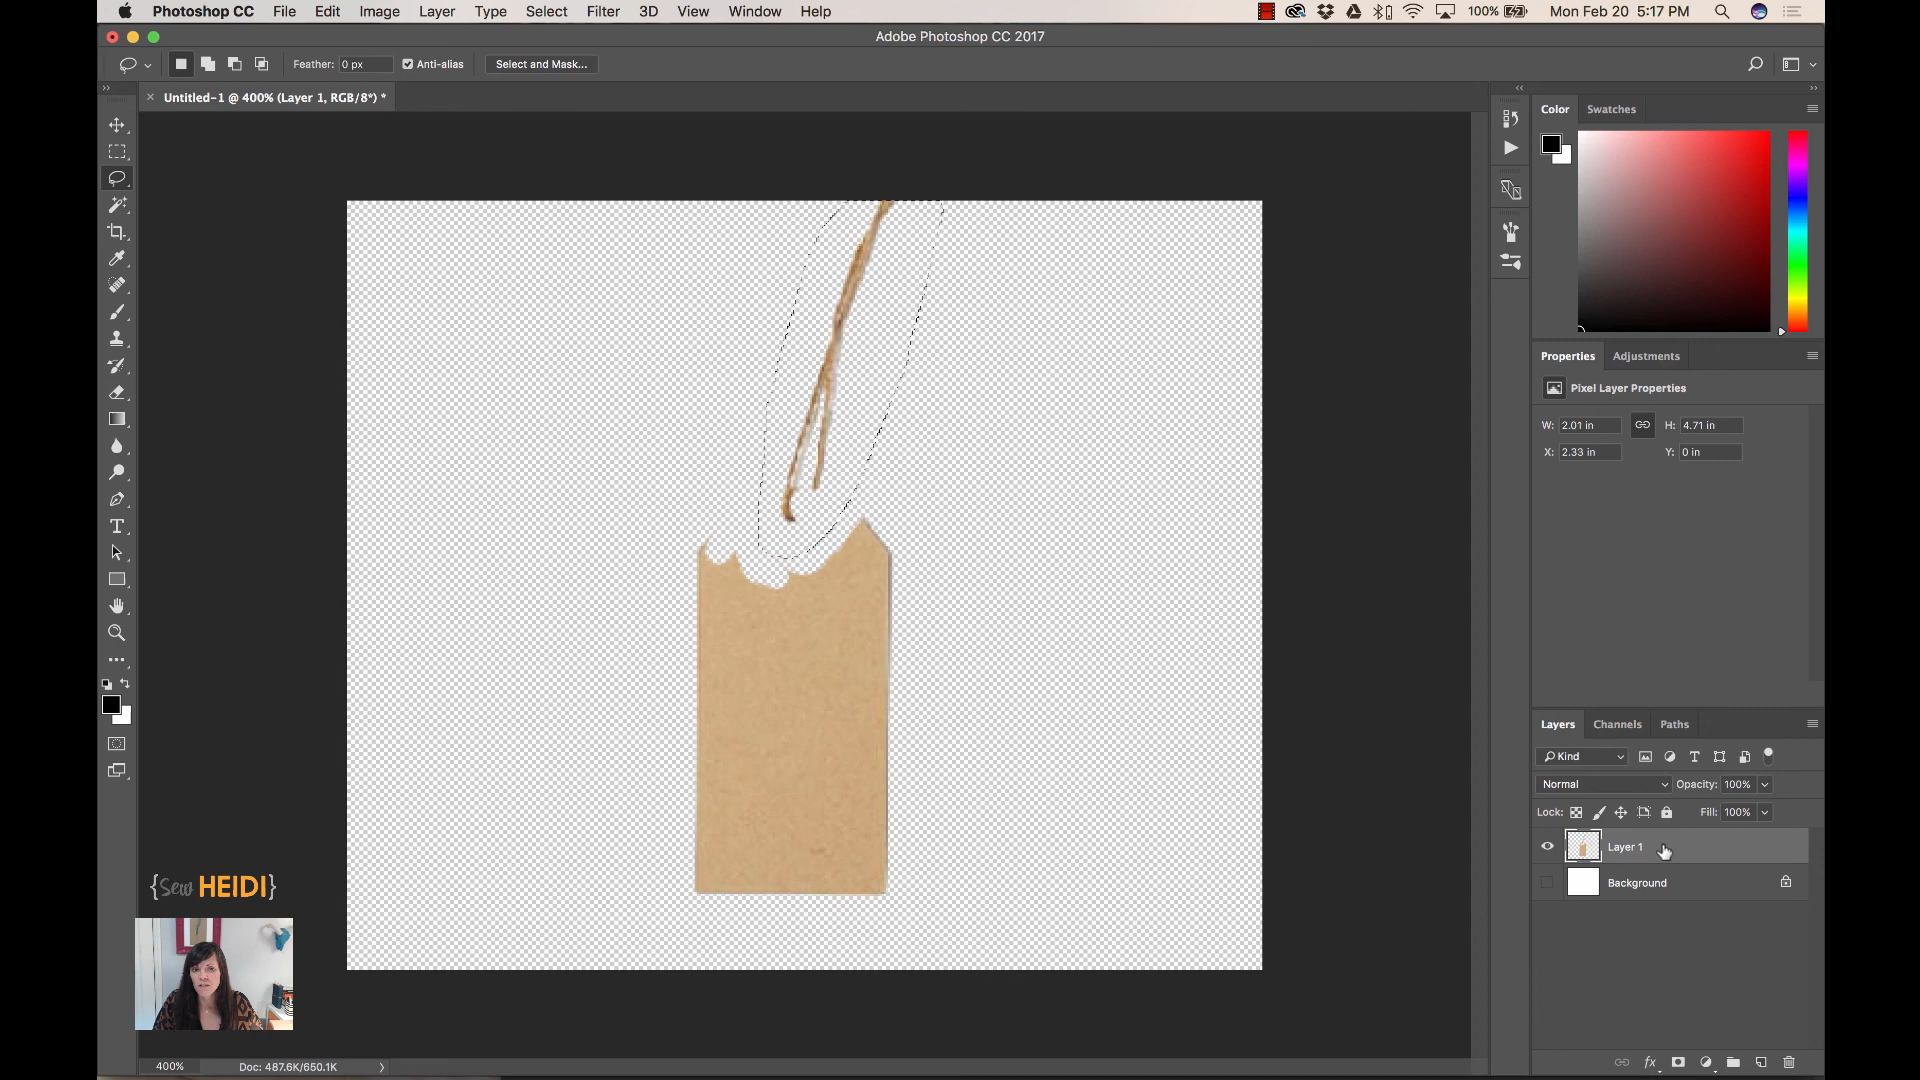 Photoshop CC File Edit Image Layer Type Select Filter 3D View Window Help 100% Mon Feb 20 5:17 PM
Adobe Photoshop CC 2017
Feather: 0 px Anti-alias Select and Mask...
Untitled-1 @ 400% (Layer 1, RGB/8*) *
Color Swatches
Properties Adjustments
Pixel Layer Properties
W: 2.01 in H: 4.71 in
X: 2.33 in Y: 0 in
Layers Channels Paths
Kind
Normal Opacity: 100%
Lock: Fill: 100%
Layer 1
Background
{Sew HEIDI}
400% Doc: 487.6K/650.1K